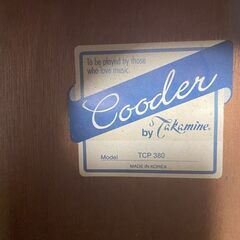 To be played by those
who love music.
Cooder
by Takamine.
Model TCP 380
MADE IN KOREA